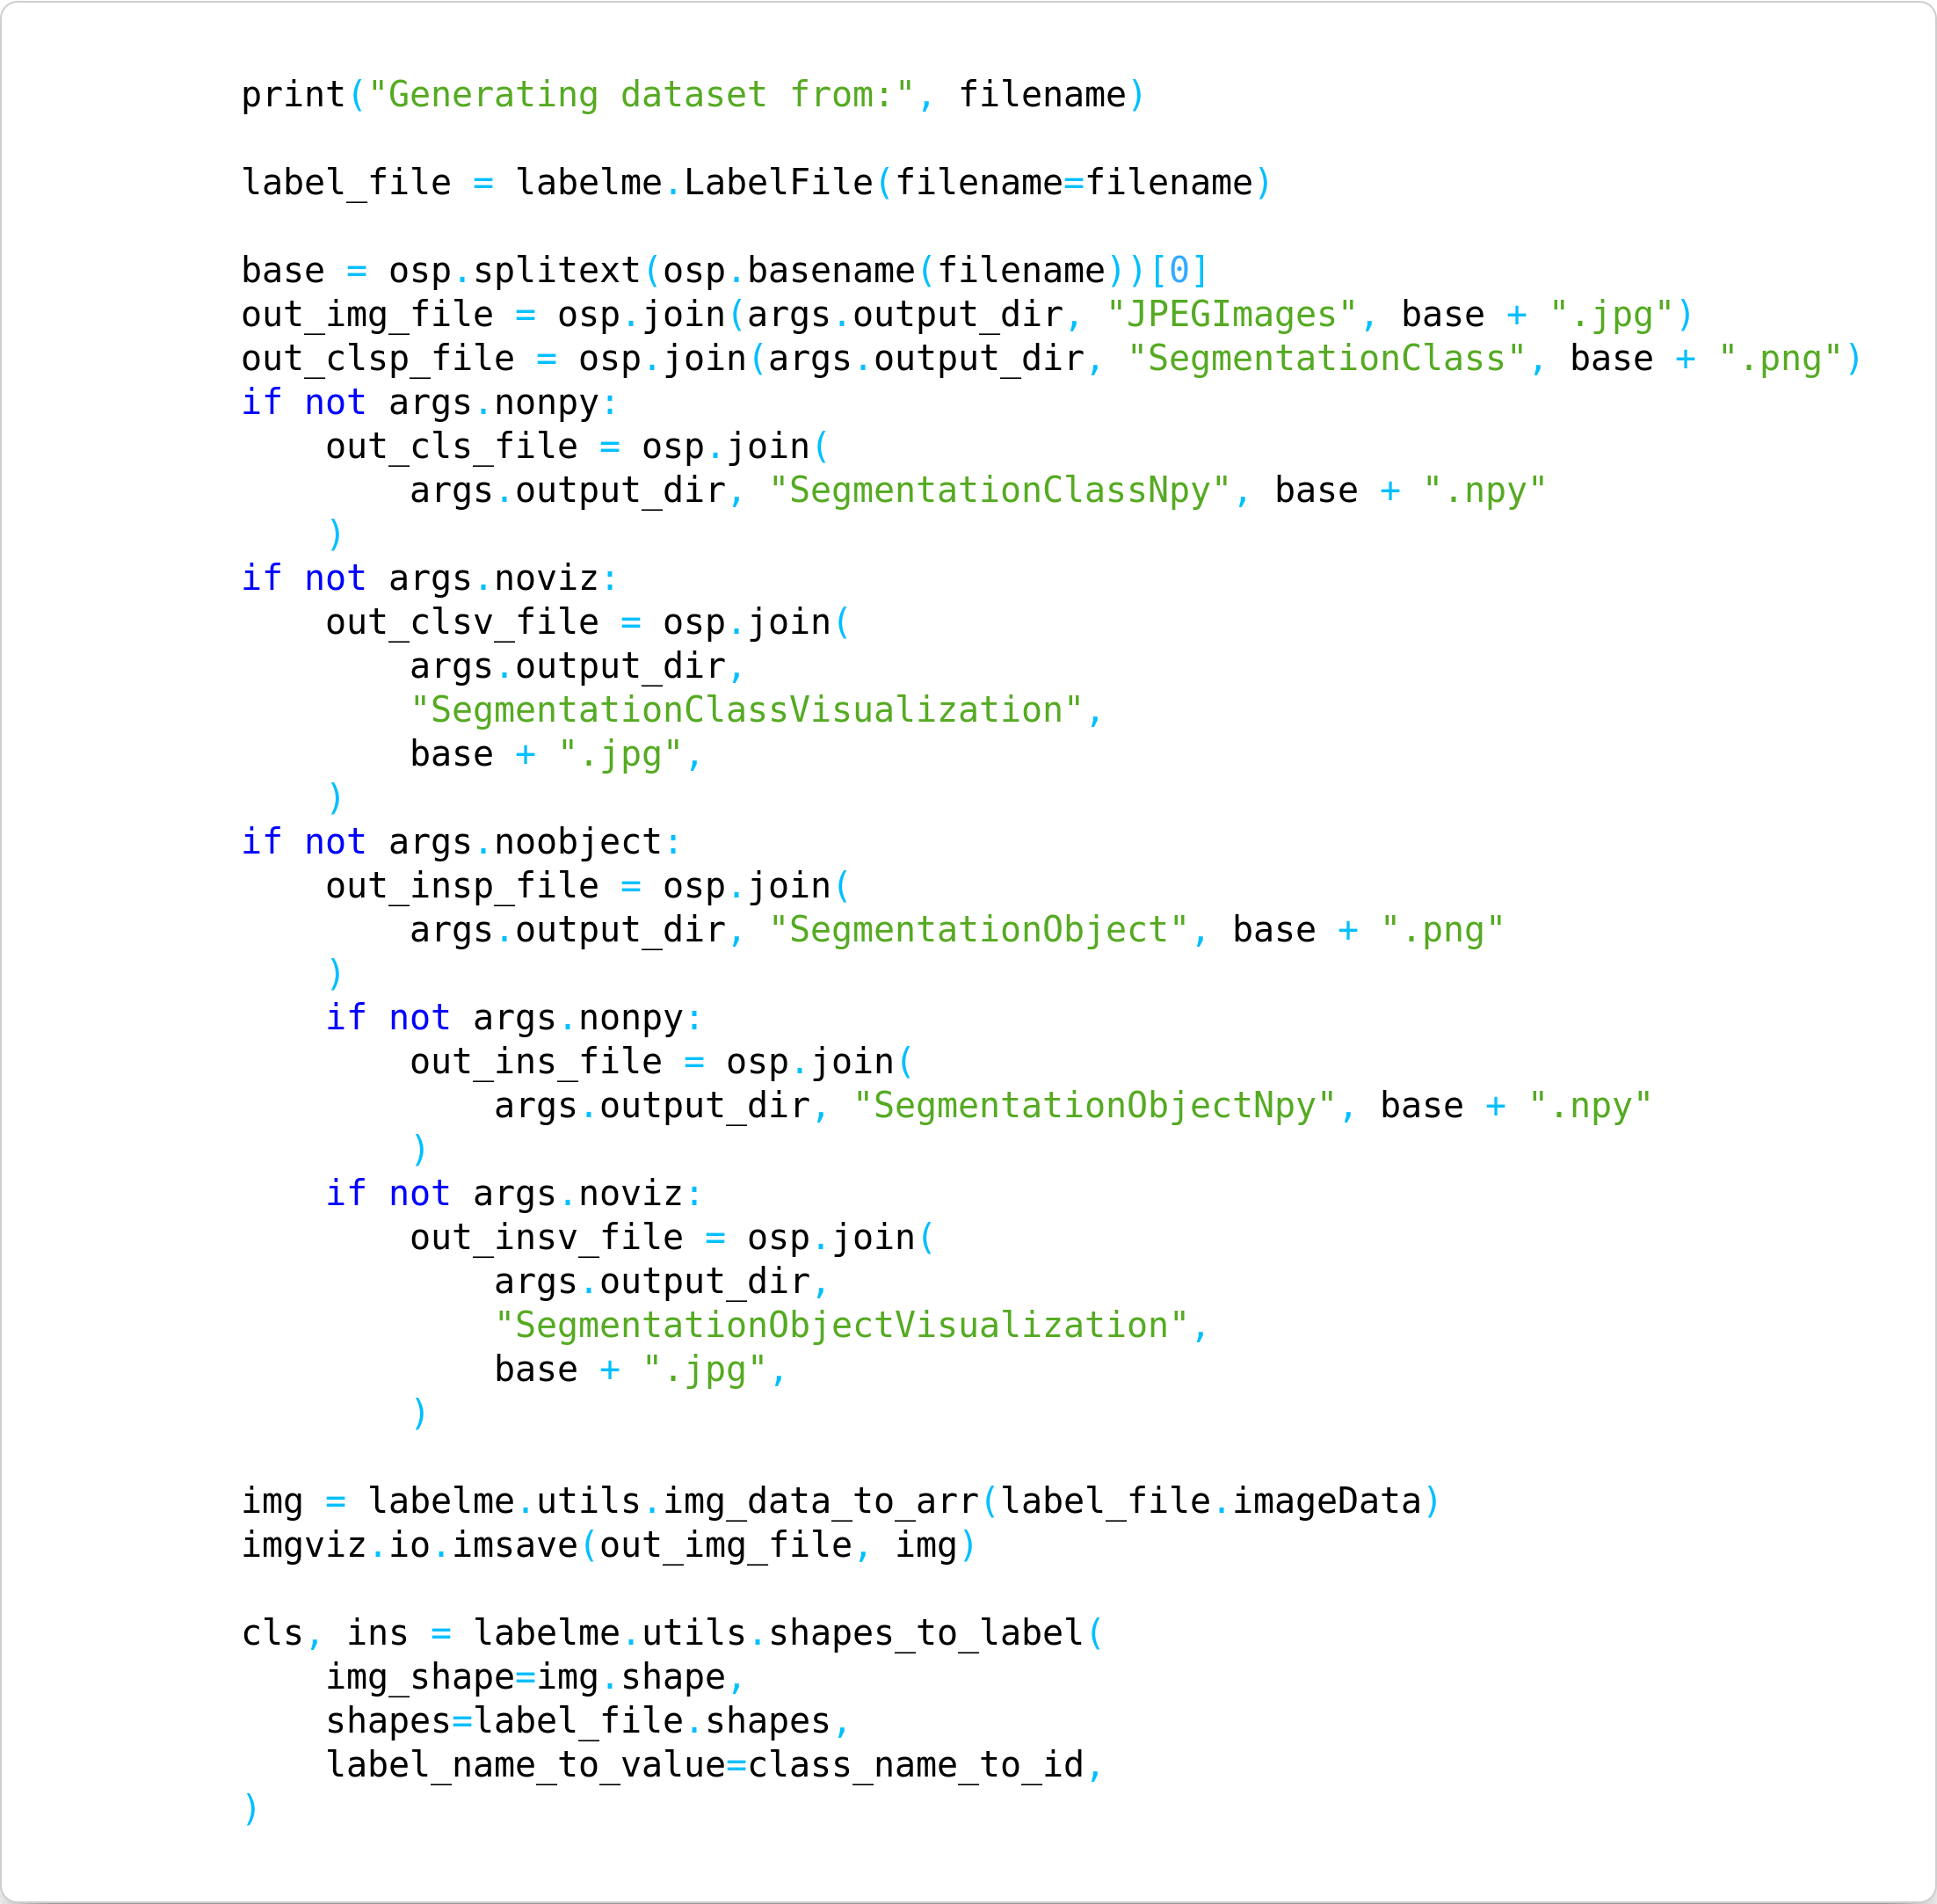 print("Generating dataset from:", filename)
label_file = labelme.LabelFile(filename=filename)
base = osp.splitext(osp.basename(filename))[0]
out_img_file = osp.join(args.output_dir, "JPEGImages", base + ".jpg")
out_clsp_file = osp.join(args.output_dir, "SegmentationClass", base + ".png")
if not args.nonpy:
    out_cls_file = osp.join(
        args.output_dir, "SegmentationClassNpy", base + ".npy"
    )
if not args.noviz:
    out_clsv_file = osp.join(
        args.output_dir,
        "SegmentationClassVisualization",
        base + ".jpg",
    )
if not args.noobject:
    out_insp_file = osp.join(
        args.output_dir, "SegmentationObject", base + ".png"
    )
    if not args.nonpy:
        out_ins_file = osp.join(
            args.output_dir, "SegmentationObjectNpy", base + ".npy"
        )
    if not args.noviz:
        out_insv_file = osp.join(
            args.output_dir,
            "SegmentationObjectVisualization",
            base + ".jpg",
        )
img = labelme.utils.img_data_to_arr(label_file.imageData)
imgviz.io.imsave(out_img_file, img)
cls, ins = labelme.utils.shapes_to_label(
    img_shape=img.shape,
    shapes=label_file.shapes,
    label_name_to_value=class_name_to_id,
)